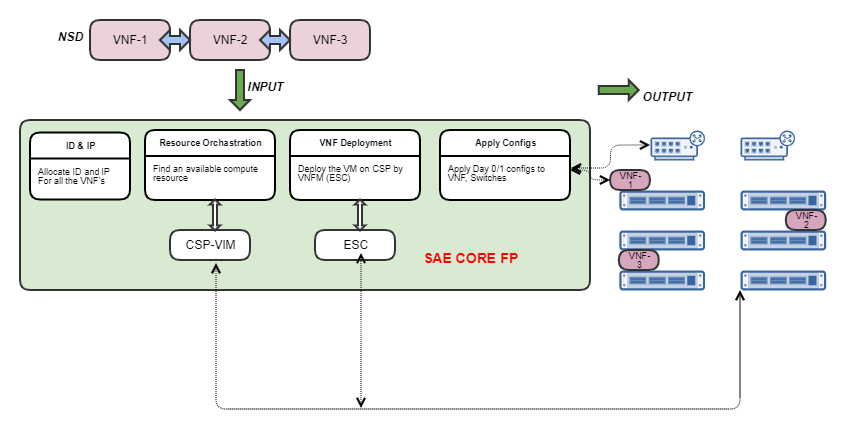 NSD
VNF-1
VNF-2
VNF-3
INPUT
OUTPUT
ID & IP
Allocate ID and IP
For all the VNF's
Resource Orchastration
Find an available compute
resource
VNF Deployment
Deploy the VM on CSP by
VNFM (ESC)
Apply Configs
Apply Day 0/1 configs to
VNF, Switches
CSP-VIM
ESC
SAE CORE FP
VNF-
1
VNF-
2
VNF-
3